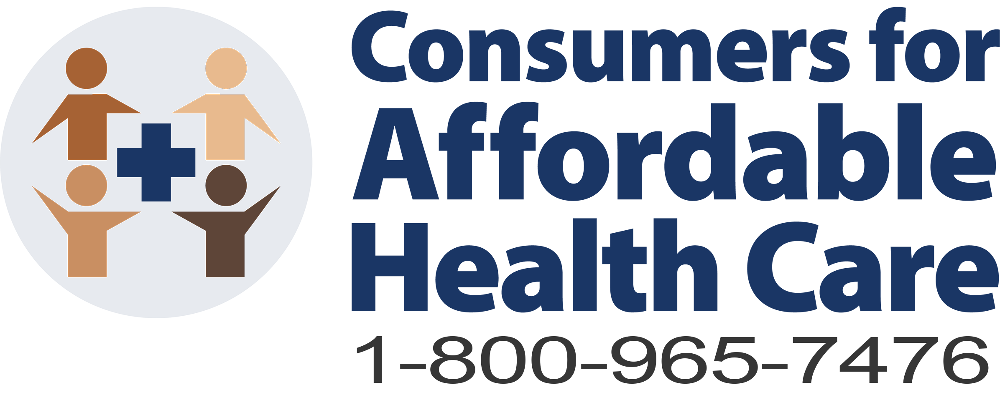 Consumers for
Affordable
Health Care
1-800-965-7476